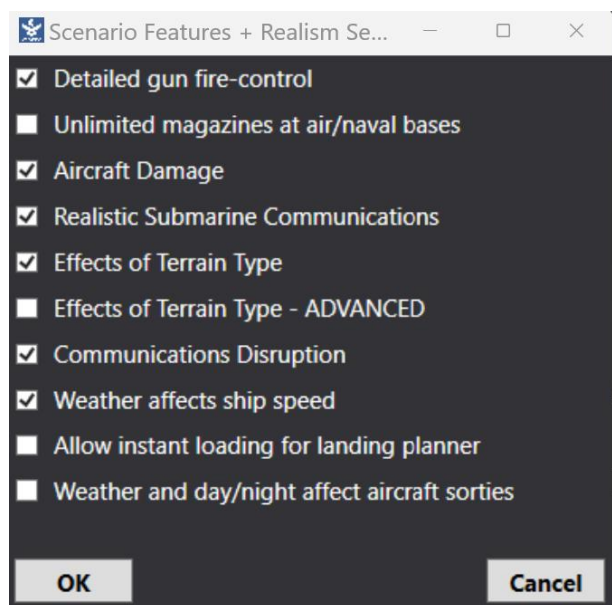 Scenario Features + Realism Se...
Detailed gun fire-control
Unlimited magazines at air/naval bases
Aircraft Damage
Realistic Submarine Communications
Effects of Terrain Type
Effects of Terrain Type - ADVANCED
Communications Disruption
Weather affects ship speed
Allow instant loading for landing planner
Weather and day/night affect aircraft sorties
OK
Cancel